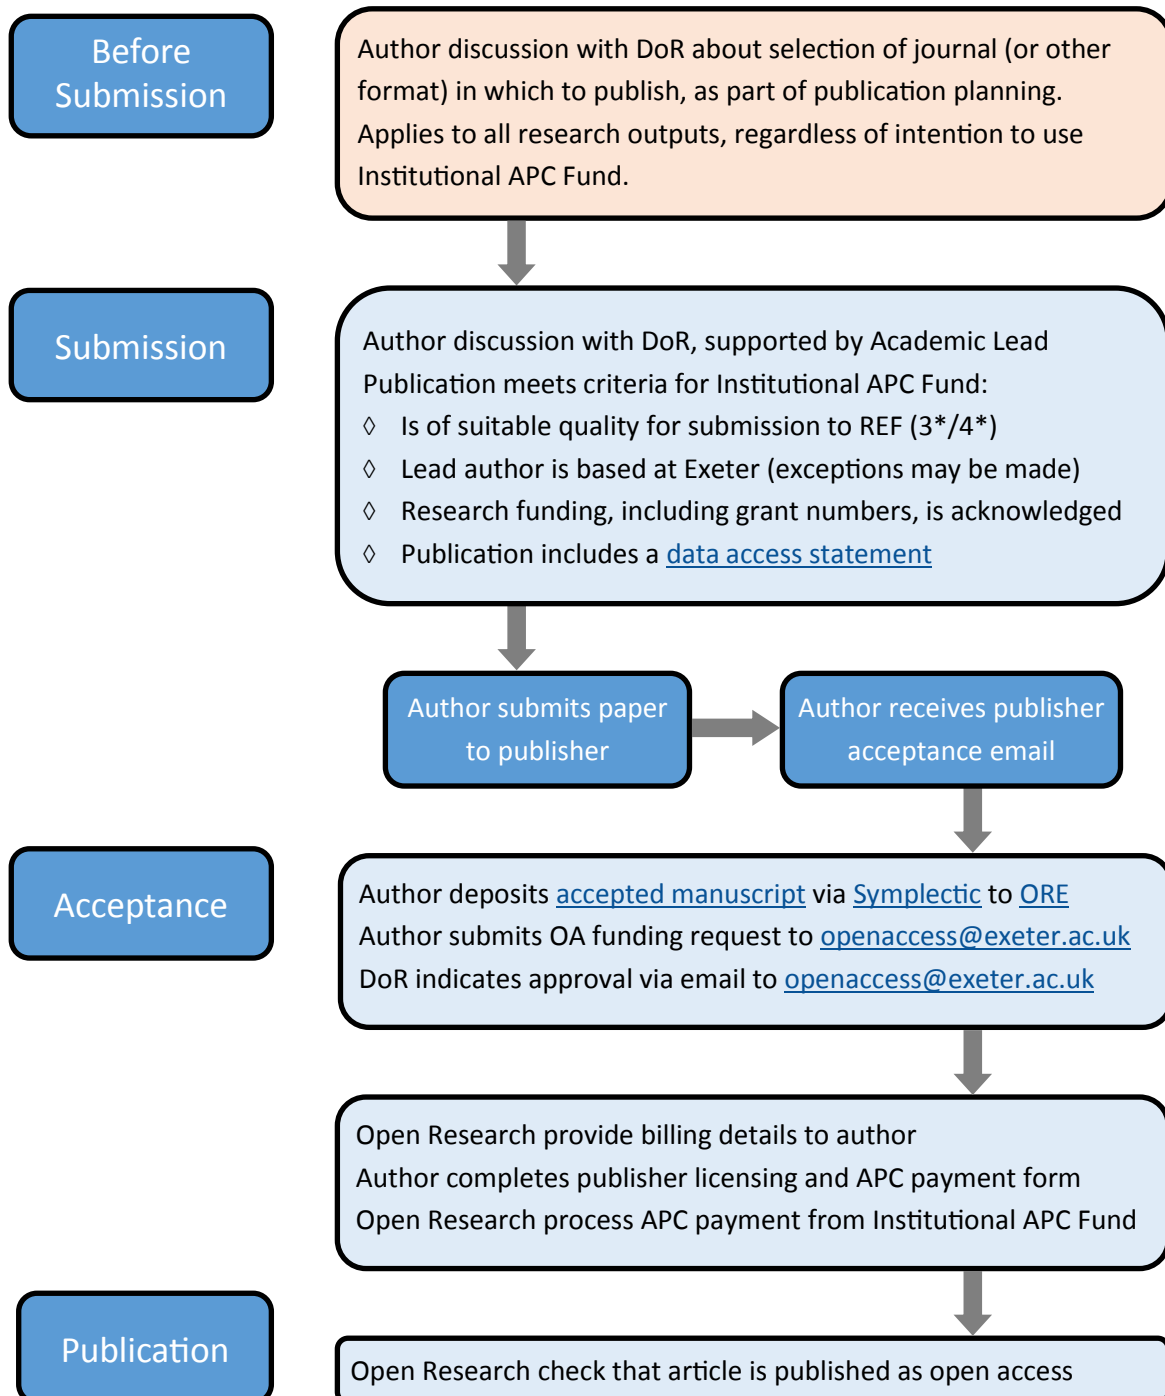 Before
Submission
Author discussion with DoR about selection of journal (or other
format) in which to publish, as part of publication planning.
Applies to all research outputs, regardless of intention to use
Institutional APC Fund.
Submission
Author discussion with DoR, supported by Academic Lead
Publication meets criteria for Institutional APC Fund:
◊ Is of suitable quality for submission to REF (3*/4*)
◊ Lead author is based at Exeter (exceptions may be made)
◊ Research funding, including grant numbers, is acknowledged
◊ Publication includes a data access statement
Author submits paper
to publisher
Author receives publisher
acceptance email
Acceptance
Author deposits accepted manuscript via Symplectic to ORE
Author submits OA funding request to openaccess@exeter.ac.uk
DoR indicates approval via email to openaccess@exeter.ac.uk
Open Research provide billing details to author
Author completes publisher licensing and APC payment form
Open Research process APC payment from Institutional APC Fund
Publication
Open Research check that article is published as open access